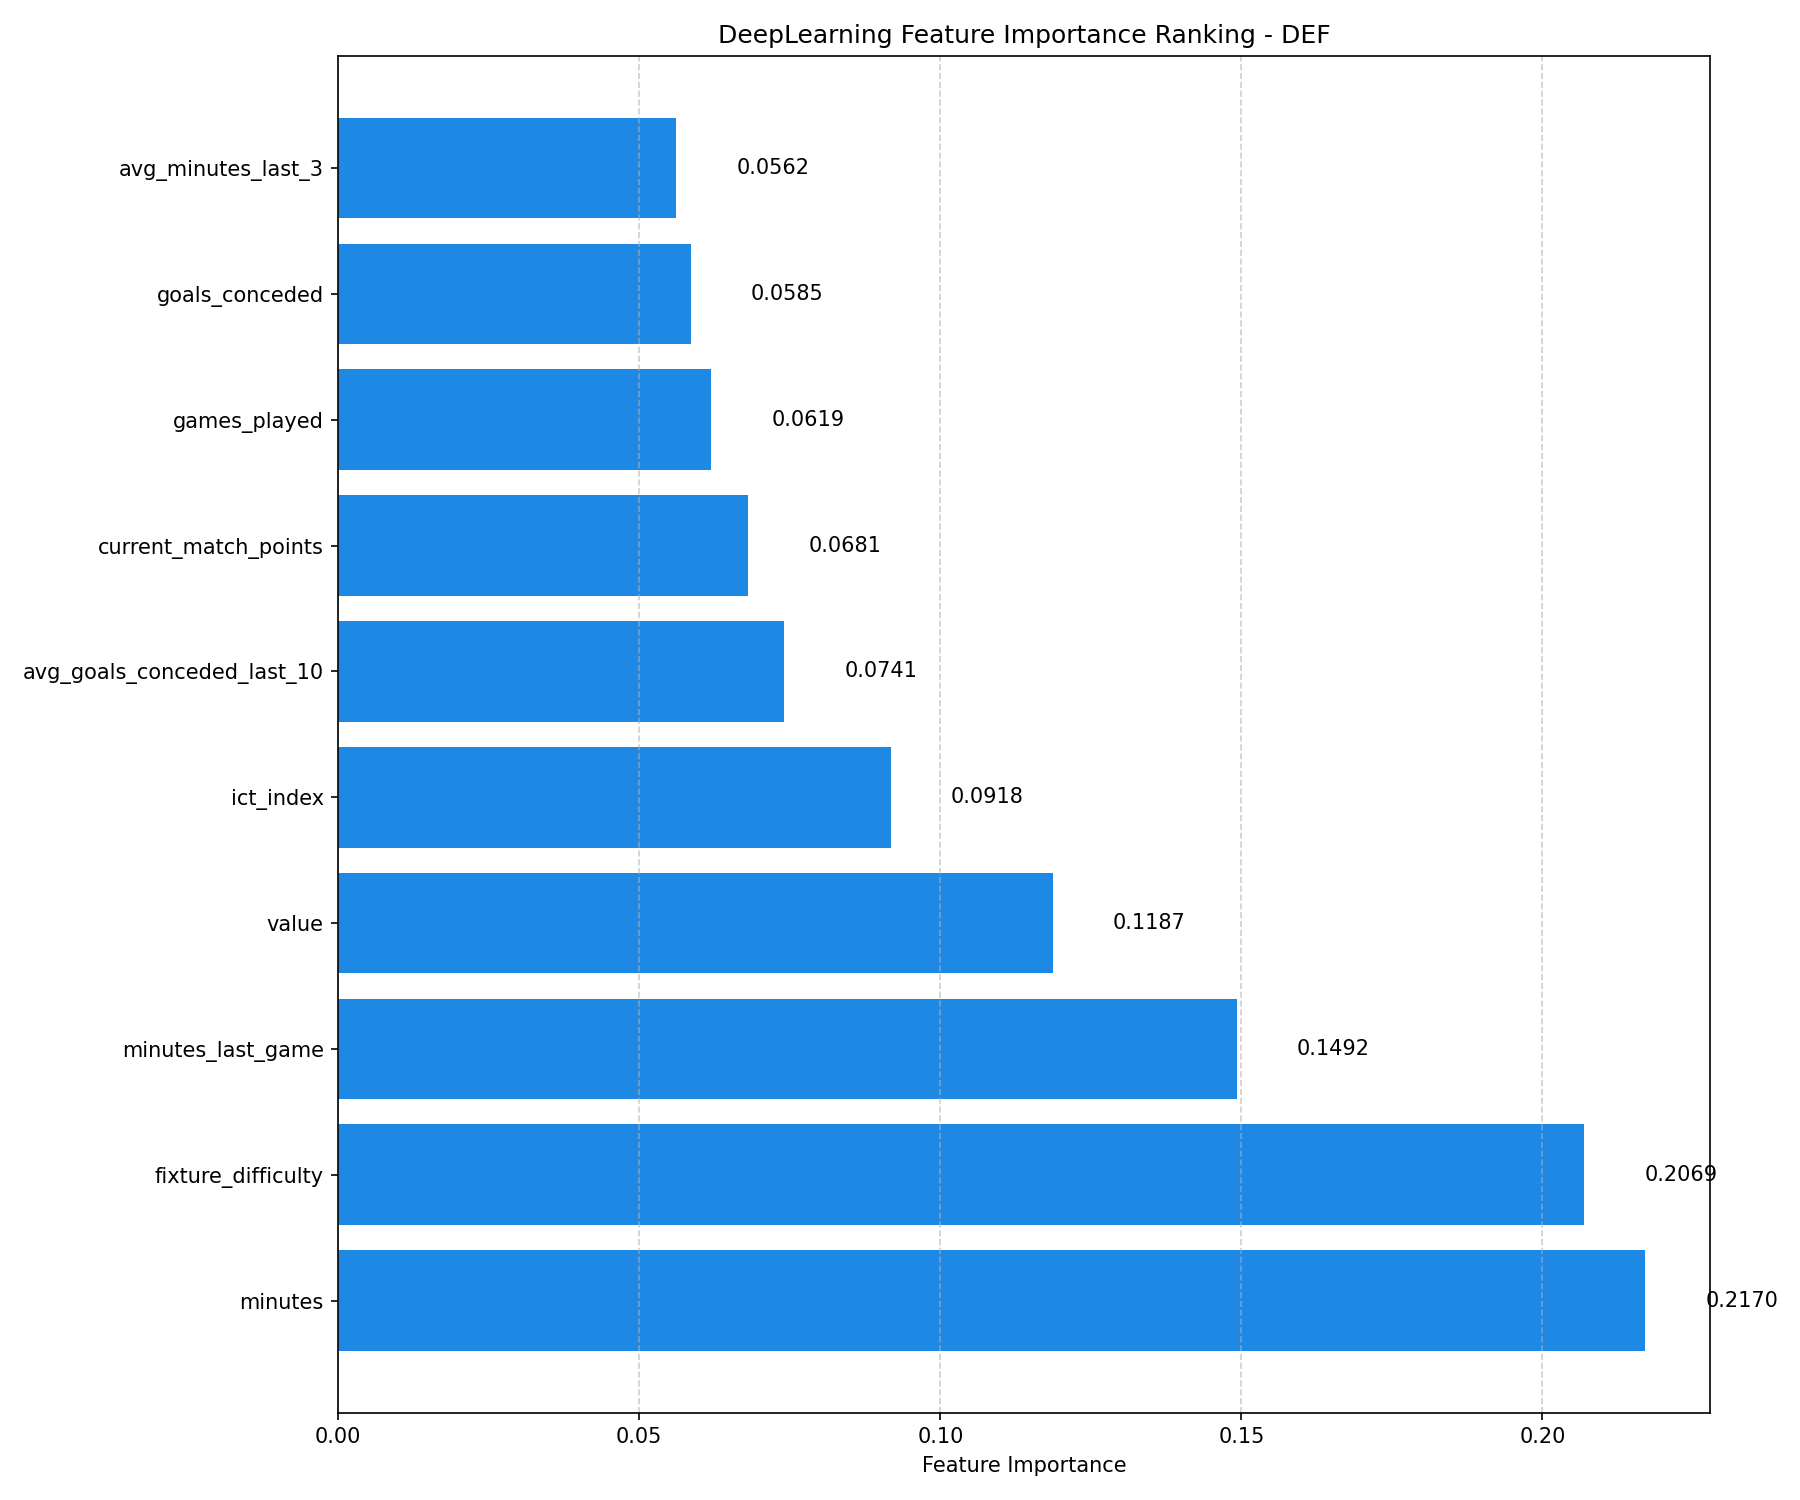 DeepLearning Feature Importance Ranking - DEF
avg_minutes_last_3
0.0562
goals_conceded
0.0585
games_played
0.0619
current_match_points
0.0681
avg_goals_conceded_last_10
0.0741
ict_index
0.0918
value
0.1187
minutes_last_game
0.1492
fixture_difficulty
0.2069
minutes
0.2170
0.00 0.05 0.10 0.15 0.20
Feature Importance